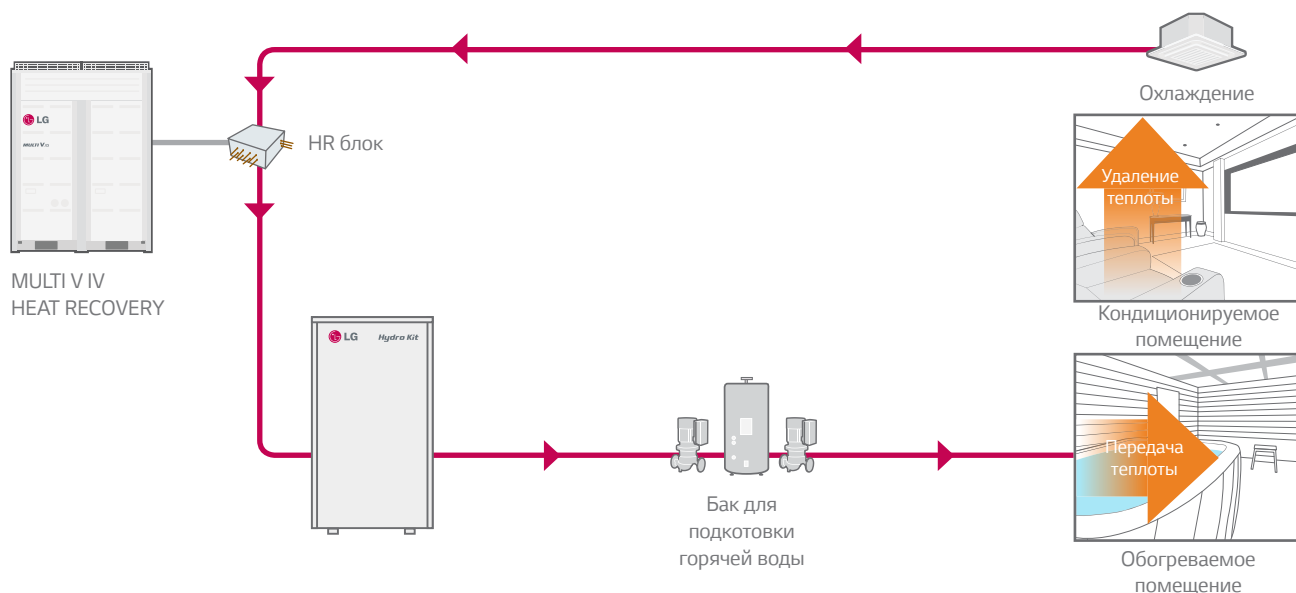 Охлаждение
LG
MULTI V IV
HR блок
Удаление
теплоты
MULTI V IV
HEAT RECOVERY
Кондиционируемое
помещение
LG Hydro Kit
Передача
теплоты
Бак для
подкотовки
горячей воды
Обогреваемое
помещение